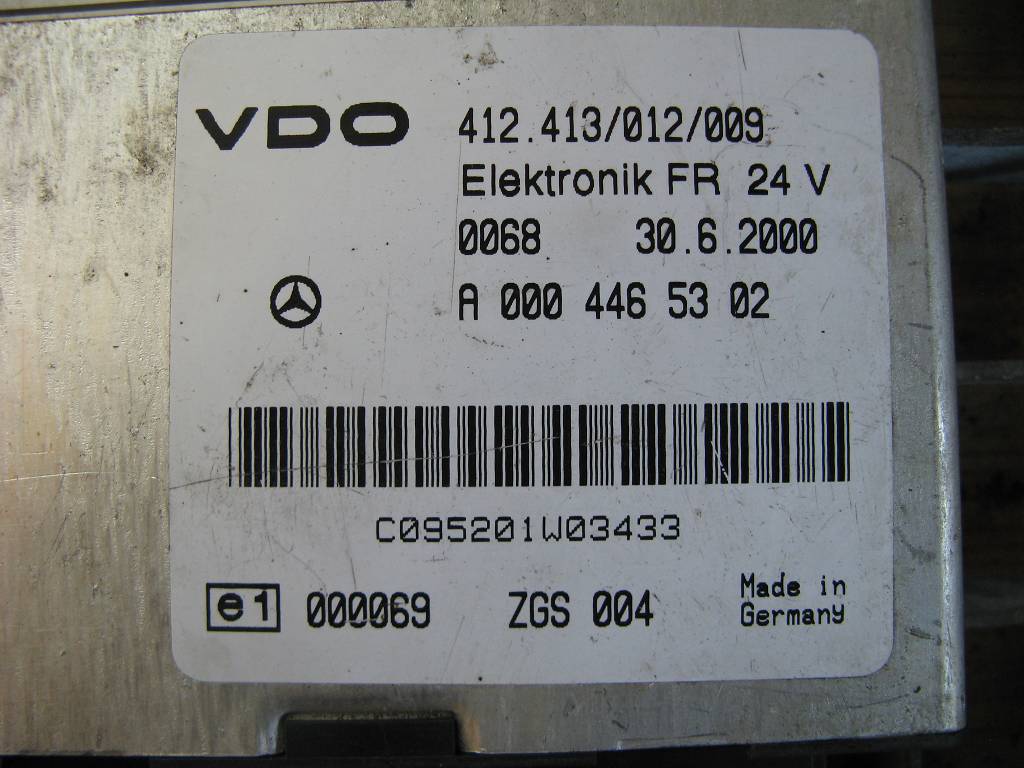 VDO 412.413/012/009
Elektronik FR 24 V
0068 30.6.2000
A 000 446 53 02
C095201W03433
e1 000069 ZGS 004 Made in
Germany